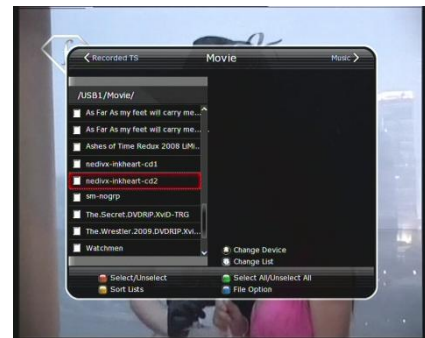 Recorded TS Movie Music
/USB1/Movie/
As Far As my feet will carry me...
As Far As my feet will carry me...
Ashes of Time Redux 2008 LiMi..
nedivx-inkheart-cd1
nedivx-inkheart-cd2
sm-nogrp
The.Secret.DVDRIP.XviD-TRG
The.Wrestler.2009.DVDRIP.Xvi...
Watchmen
Change Device
Change List
Select/Unselect Select All/Unselect All
Sort Lists File Option